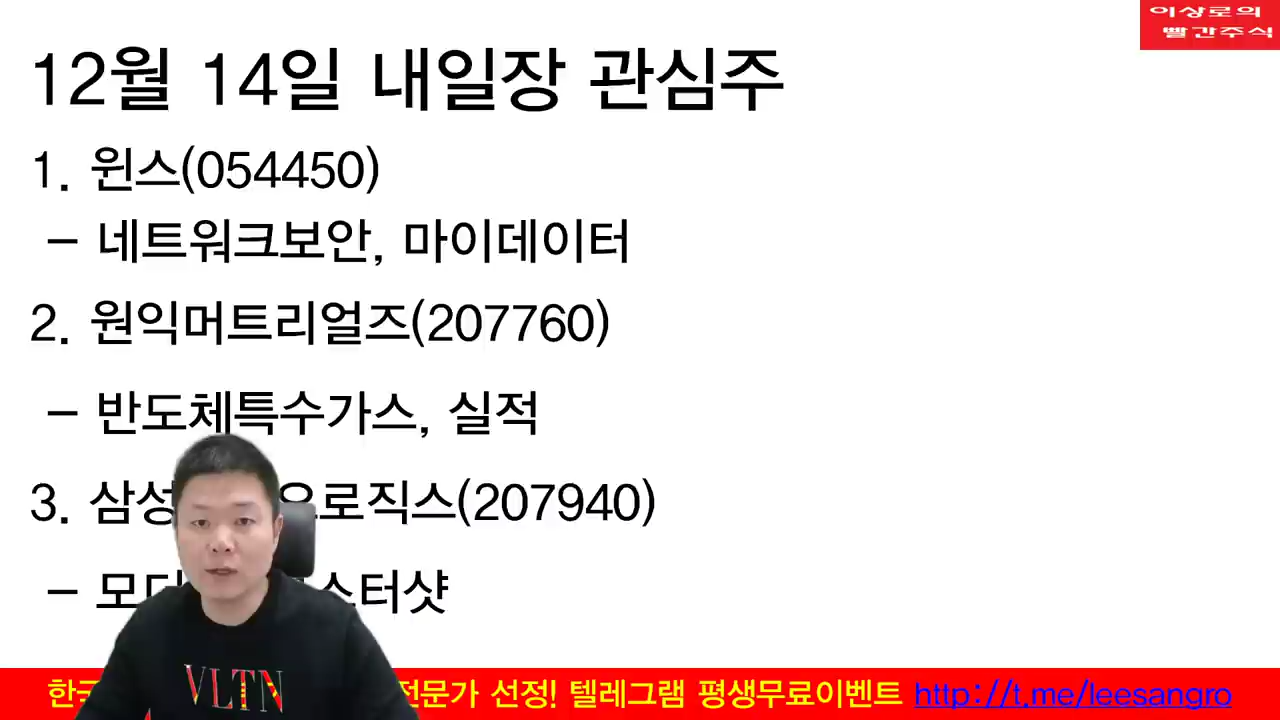 이상로의
빨간주식
12월 14일 내일장 관심주
1. 윈스(054450)
- 네트워크보안, 마이데이터
2. 원익머트리얼즈(207760)
- 반도체특수가스, 실적
3. 삼성 로직스(207940)
- 스터샷
VLTN
전문가 선정! 텔레그램 평생무료이벤트 http://t.me/leesangro